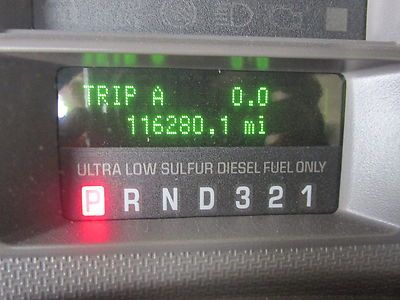 TRIP A 0.0
116280.1 mi
ULTRA LOW SULFUR DIESEL FUEL ONLY
P R N D 3 2 1